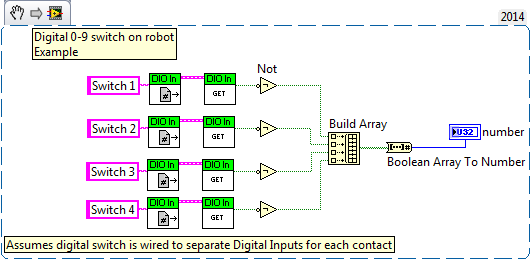 2014
Digital 0-9 switch on robot
Example
Not
Switch 1
DIO In
DIO In
#
GET
Build Array
Switch 2
DIO In
DIO In
#
GET
U32
number
Boolean Array To Number
Switch 3
DIO In
DIO In
#
GET
Switch 4
DIO In
DIO In
#
GET
Assumes digital switch is wired to separate Digital Inputs for each contact